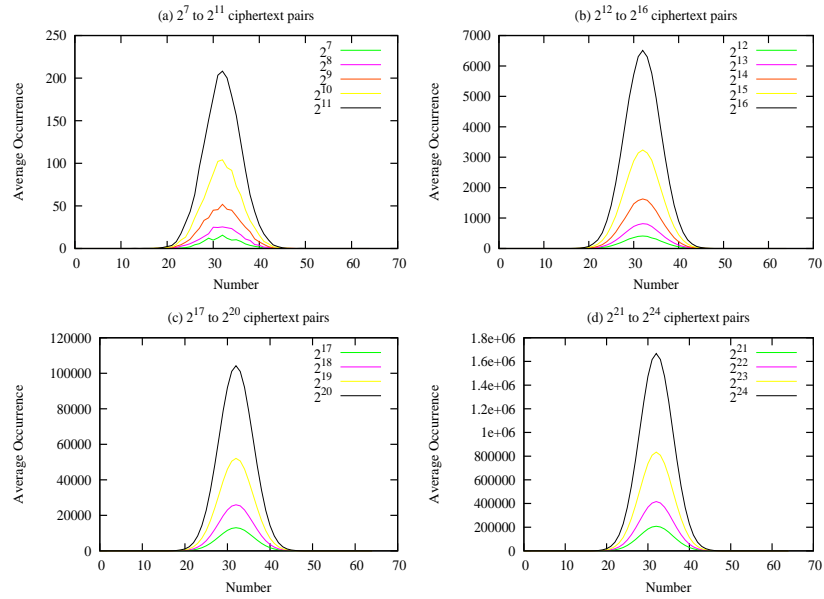 (a) 2^7 to 2^11 ciphertext pairs
250
200
150
100
50
0
0 10 20 30 40 50 60 70
Average Occurrence
Number
2^7
2^8
2^9
2^10
2^11
(b) 2^12 to 2^16 ciphertext pairs
7000
6000
5000
4000
3000
2000
1000
0
0 10 20 30 40 50 60 70
Average Occurrence
Number
2^12
2^13
2^14
2^15
2^16
(c) 2^17 to 2^20 ciphertext pairs
120000
100000
80000
60000
40000
20000
0
0 10 20 30 40 50 60 70
Average Occurrence
Number
2^17
2^18
2^19
2^20
(d) 2^21 to 2^24 ciphertext pairs
1.8e+06
1.6e+06
1.4e+06
1.2e+06
1e+06
800000
600000
400000
200000
0
0 10 20 30 40 50 60 70
Average Occurrence
Number
2^21
2^22
2^23
2^24